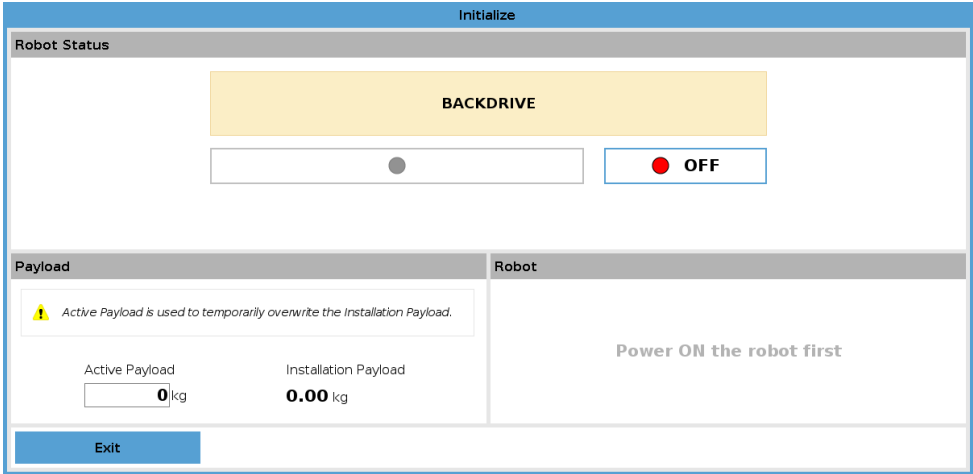 Initialize
Robot Status
BACKDRIVE
OFF
Payload
Active Payload is used to temporarily overwrite the Installation Payload.
Active Payload
Installation Payload
0 kg
0.00 kg
Robot
Power ON the robot first
Exit